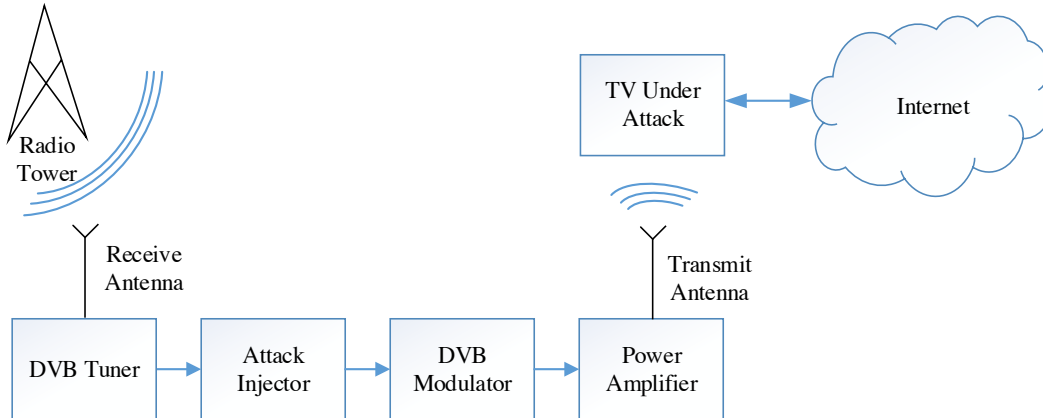 Radio
Tower
TV Under
Attack
Internet
Receive
Antenna
Transmit
Antenna
DVB Tuner
Attack
Injector
DVB
Modulator
Power
Amplifier